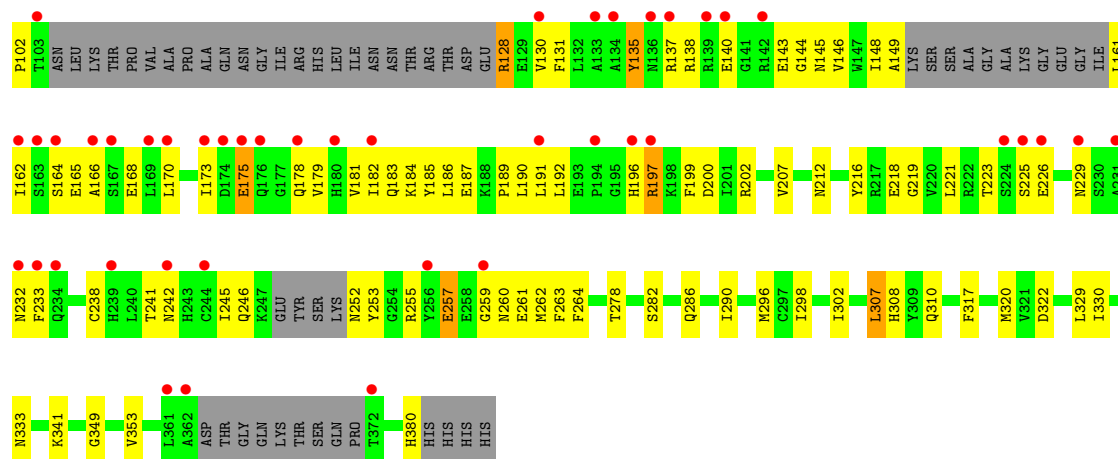 P102 T103 ASN LEU LYS THR PRO VAL ALA PRO ALA GLN ASN GLY ILE ARG HIS LEU ILE ASN ASN THR ARG THR ASP GLU R128 E129 V130 F131 L132 A133 A134 Y135 N136 R137 R138 R139 E140 G141 R142 E143 G144 N145 V146 W147 I148 A149 LYS SER SER ALA GLY ALA LYS GLY GLU GLY ILE L161
I162 S163 S164 E165 A166 S167 E168 L169 L170 I173 D174 E175 Q176 G177 Q178 V179 H180 V181 I182 Q183 K184 Y185 L186 E187 K188 P189 L190 L191 L192 E193 P194 G195 H196 R197 K198 F199 D200 I201 R202 V207 N212 Y216 R217 E218 G219 V220 L221 R222 T223 S224 S225 E226 N229 S230 A231
N232 F233 Q234 C238 H239 L240 T241 N242 H243 C244 I245 Q246 K247 GLU TYR SER LYS N252 Y253 G254 R255 Y256 E257 E258 G259 N260 E261 M262 F263 F264 T278 S282 Q286 I290 M296 C297 I298 I302 L307 H308 Y309 Q310 F317 M320 V321 D322 L329 I330
N333 K341 G349 V353 L361 A362 ASP THR GLY GLN LYS THR SER GLN PRO T372 H380 HIS HIS HIS HIS